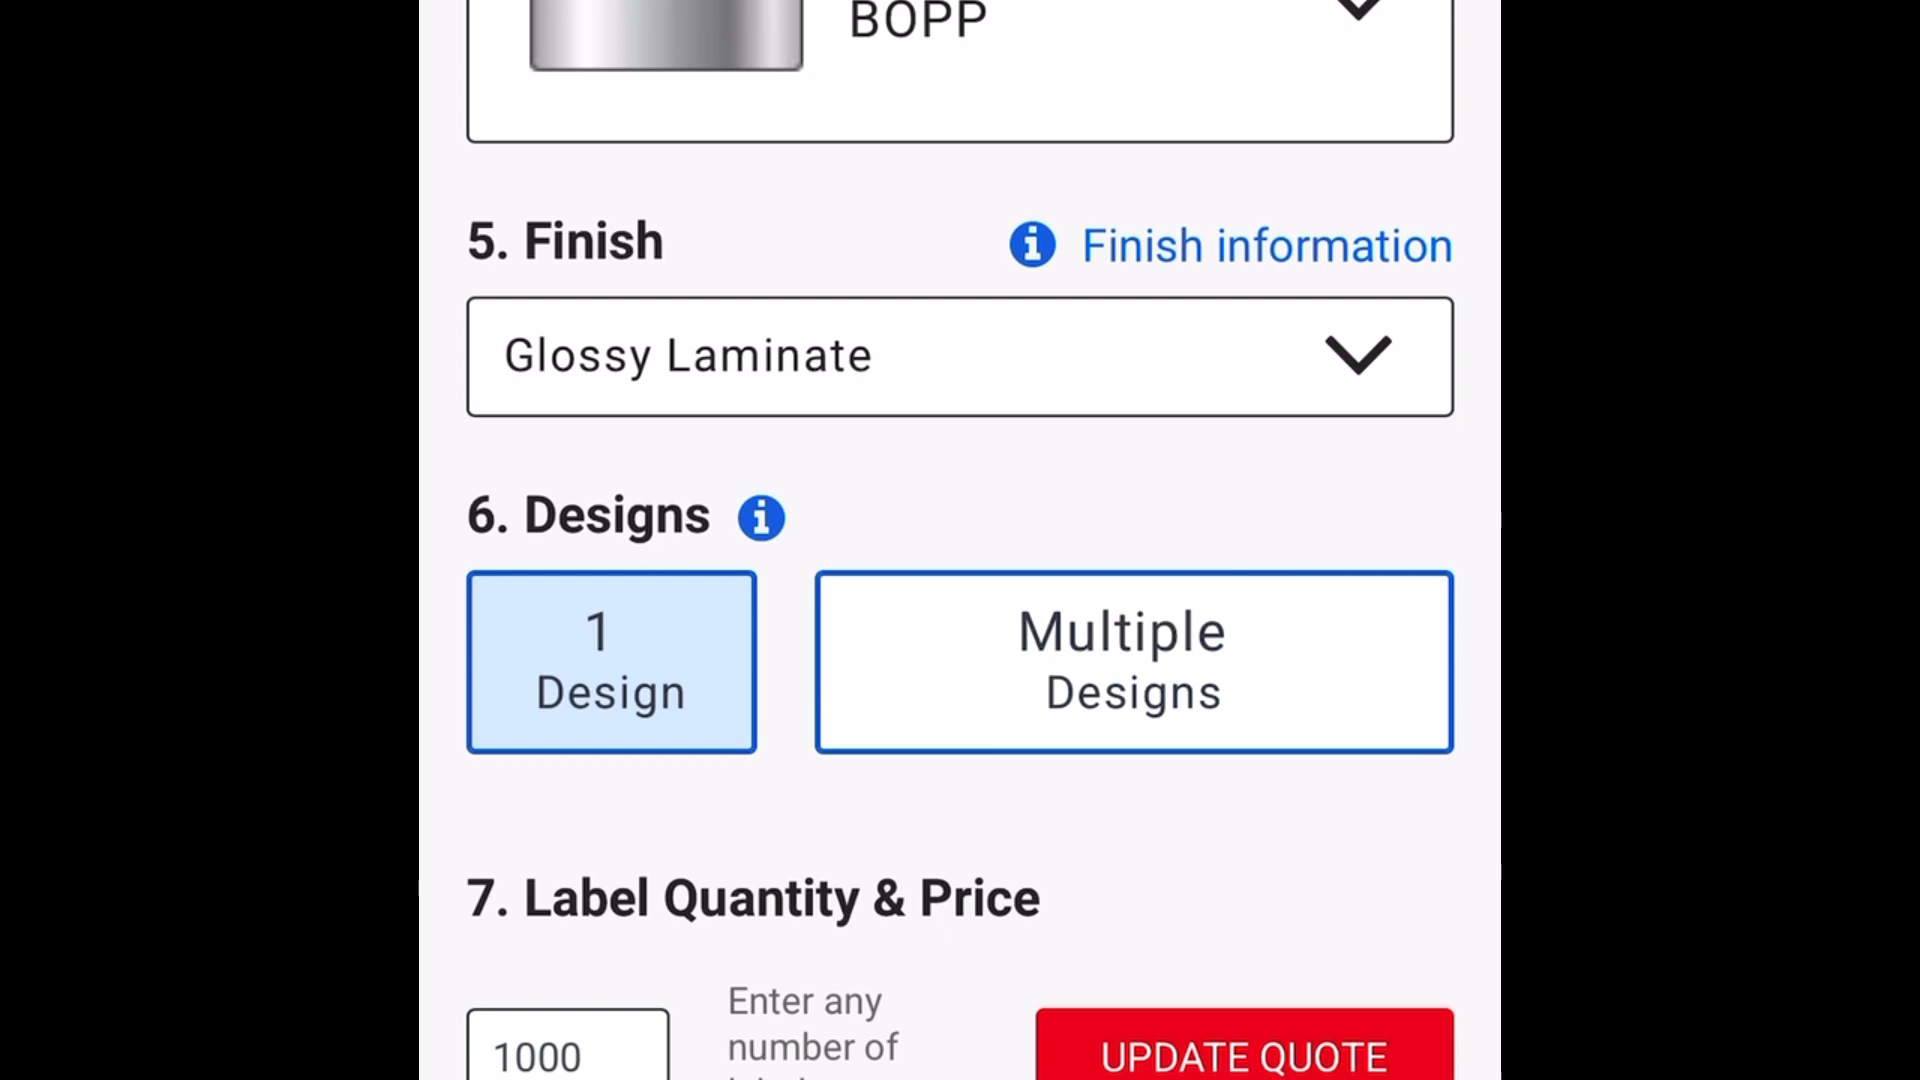 BOPP
5. Finish
Finish information
Glossy Laminate
6. Designs
1
Design
Multiple
Designs
7. Label Quantity & Price
1000
Enter any
number of
UPDATE QUOTE